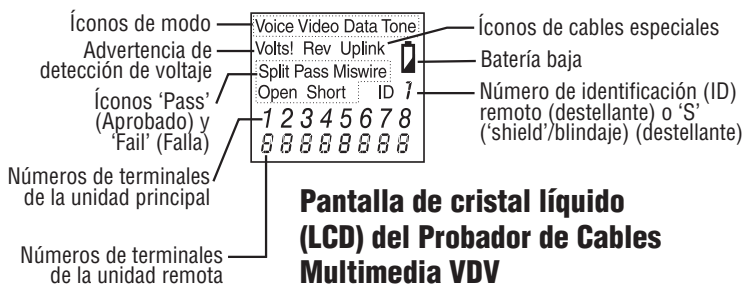 Íconos de modo
Advertencia de
detección de voltaje
Íconos 'Pass'
(Aprobado) y
'Fail' (Falla)
Números de terminales
de la unidad principal
Números de terminales
de la unidad remota
Voice Video Data Tone
Volts! Rev Uplink
Split Pass Miswire
Open Short ID 1
1 2 3 4 5 6 7 8
8 8 8 8 8 8 8 8
Íconos de cables especiales
Batería baja
Número de identificación (ID)
remoto (destellante) o 'S'
('shield'/blindaje) (destellante)
Pantalla de cristal líquido
(LCD) del Probador de Cables
Multimedia VDV